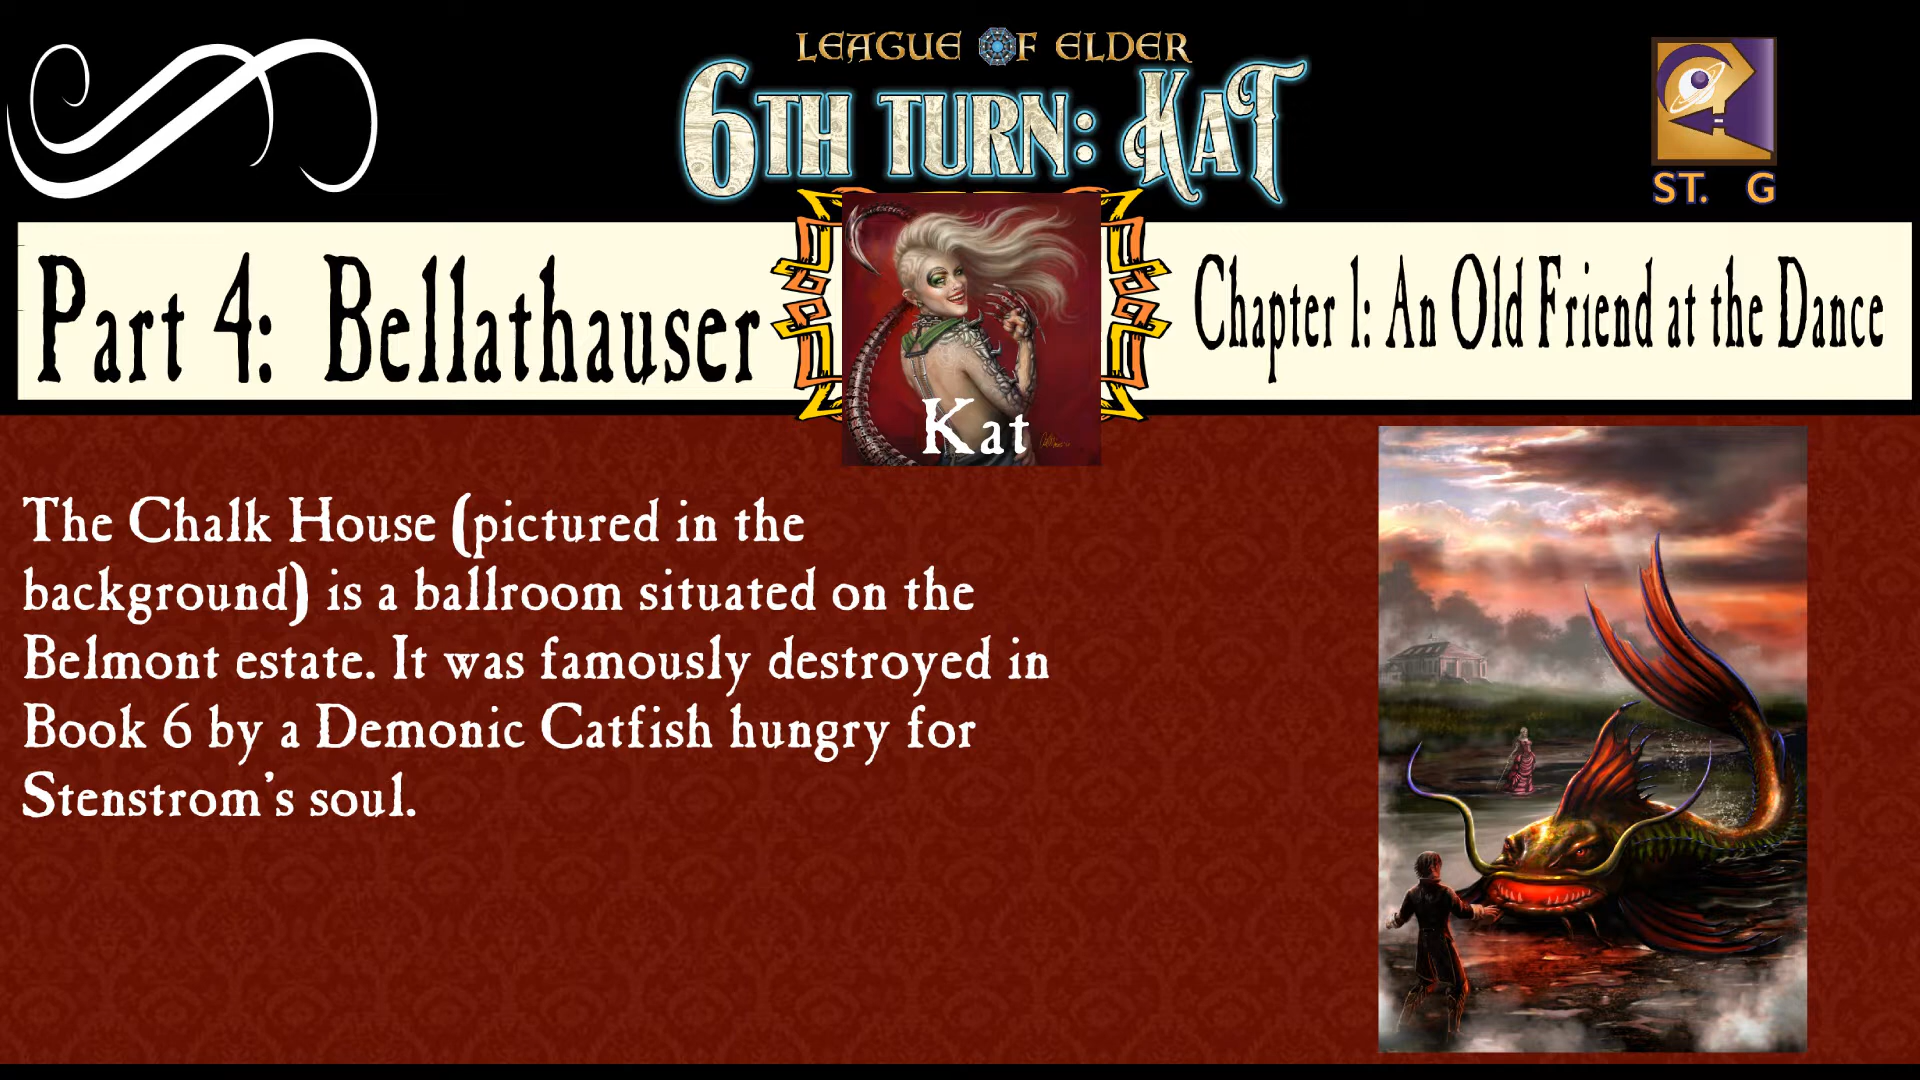 LEAGUE OF ELDER
6TH TURN: KAT
ST. G
Part 4: Bellathauser
Chapter 1: An Old Friend at the Dance
Kat
The Chalk House (pictured in the
background) is a ballroom situated on the
Belmont estate. It was famously destroyed in
Book 6 by a Demonic Catfish hungry for
Stenstrom's soul.